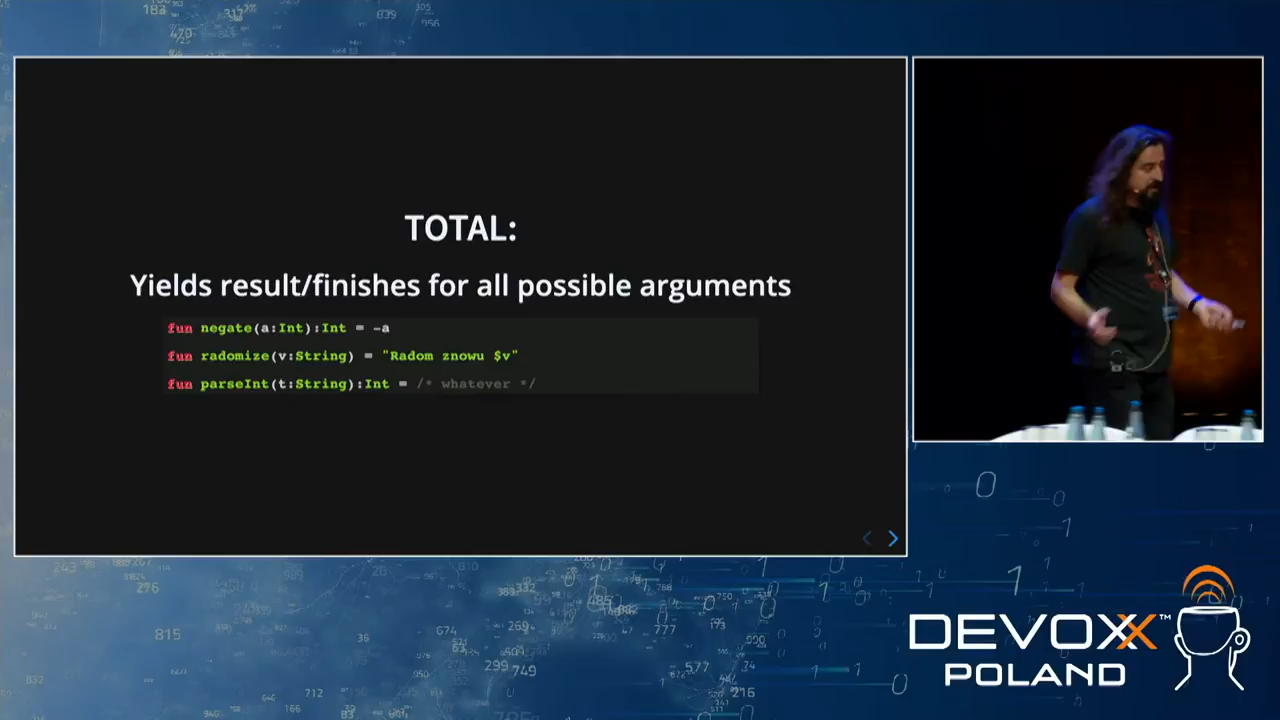 TOTAL:
Yields result/finishes for all possible arguments
fun negate(a:Int):Int = -a
fun radomize(v:String) = "Radom znowu $v"
fun parseInt(t:String):Int = /* whatever */
DEVOXX™
POLAND